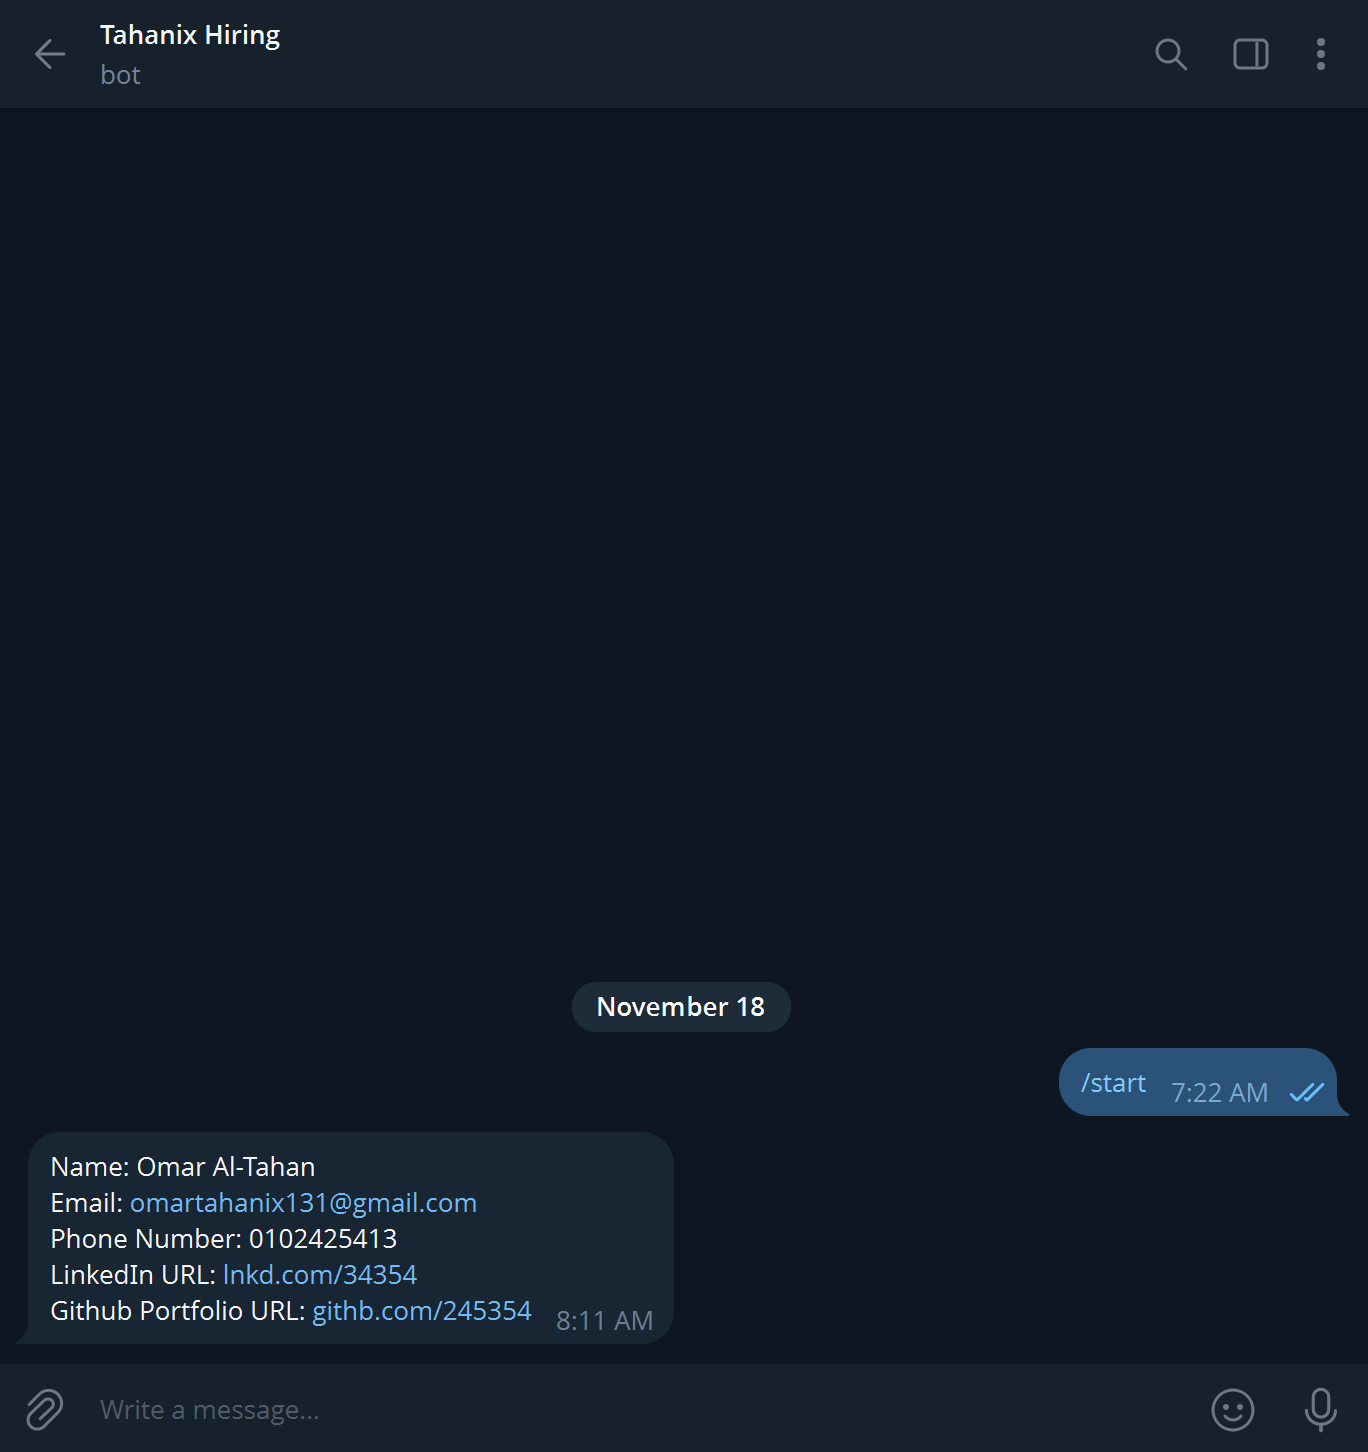 Tahanix Hiring
bot
November 18
/start 7:22 AM
Name: Omar Al-Tahan
Email: omartahanix131@gmail.com
Phone Number: 0102425413
LinkedIn URL: lnkd.com/34354
Github Portfolio URL: githb.com/245354 8:11 AM
Write a message...